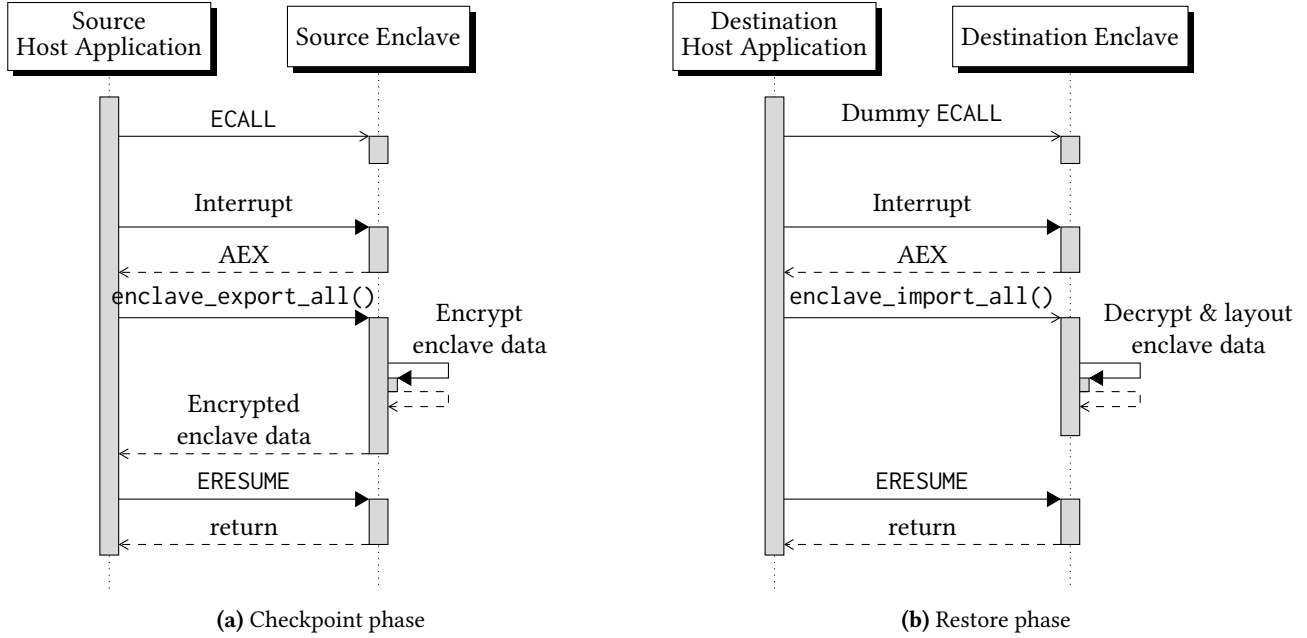 Source
Host Application
Source Enclave
ECALL
Interrupt
AEX
enclave_export_all()
Encrypt
enclave data
Encrypted
enclave data
ERESUME
return
(a) Checkpoint phase
Destination
Host Application
Destination Enclave
Dummy ECALL
Interrupt
AEX
enclave_import_all()
Decrypt & layout
enclave data
ERESUME
return
(b) Restore phase